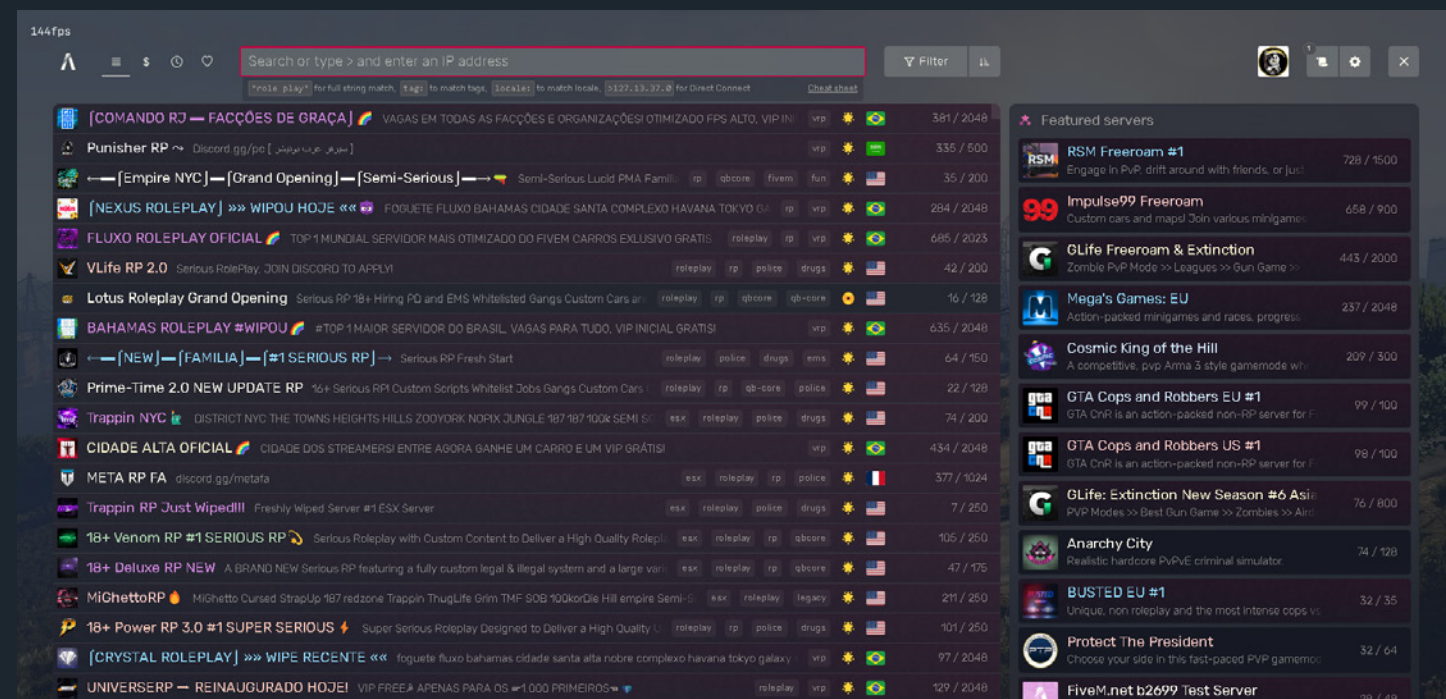 144fps
Search or type > and enter an IP address
Filter
1
"role play" for full string match, tag: to match tags, locale: to match locale, >127.13.37.0 for Direct Connect
Cheat sheet
[COMANDO RJ — FACÇÕES DE GRAÇA] 🌈 VAGAS EM TODAS AS FACÇÕES E ORGANIZAÇÕES! OTIMIZADO FPS ALTO, VIP INI vrp 381 / 2048
Punisher RP ⤳ Discord.gg/pc vrp 335 / 500
←—[Empire NYC]—[Grand Opening]—[Semi-Serious]—→ Semi-Serious Lucid PMA Famili rp qbcore fivem fun 35 / 200
[NEXUS ROLEPLAY] »» WIPOU HOJE «« FOGUETE FLUXO BAHAMAS CIDADE SANTA COMPLEXO HAVANA TOKYO GA rp vrp 284 / 2048
FLUXO ROLEPLAY OFICIAL 🌈 TOP 1 MUNDIAL SERVIDOR MAIS OTIMIZADO DO FIVEM CARROS EXLUSIVO GRATIS roleplay rp vrp 685 / 2023
VLife RP 2.0 Serious RolePlay, JOIN DISCORD TO APPLY! roleplay rp police drugs 42 / 200
Lotus Roleplay Grand Opening Serious RP 18+ Hiring PD and EMS Whitelisted Gangs Custom Cars an roleplay rp qbcore qb-core 16 / 128
BAHAMAS ROLEPLAY #WIPOU 🌈 #TOP 1 MAIOR SERVIDOR DO BRASIL, VAGAS PARA TUDO, VIP INICIAL GRATIS! vrp 635 / 2048
←—[NEW]—[FAMILIA]—[#1 SERIOUS RP]→ Serious RP Fresh Start roleplay police drugs ems 64 / 150
Prime-Time 2.0 NEW UPDATE RP 16+ Serious RP! Custom Scripts Whitelist Jobs Gangs Custom Cars roleplay rp qb-core police 22 / 128
Trappin NYC 🗽 DISTRICT NYC THE TOWNS HEIGHTS HILLS ZOOYORK NOPIX JUNGLE 187 187 100k SEMI SC esx roleplay police drugs 74 / 200
CIDADE ALTA OFICIAL 🌈 CIDADE DOS STREAMERS! ENTRE AGORA GANHE UM CARRO E UM VIP GRÁTIS! vrp 434 / 2048
META RP FA discord.gg/metafa esx roleplay rp police 377 / 1024
Trappin RP Just Wiped!!! Freshly Wiped Server #1 ESX Server esx roleplay police drugs 7 / 250
18+ Venom RP #1 SERIOUS RP 💫 Serious Roleplay with Custom Content to Deliver a High Quality Rolepl esx roleplay rp qbcore 105 / 250
18+ Deluxe RP NEW A BRAND NEW Serious RP featuring a fully custom legal & illegal system and a large vari esx roleplay rp qbcore 47 / 175
MiGhettoRP 🔥 MiGhetto Cursed StrapUp 187 redzone Trappin ThugLife Grim TMF SOB 100korDie Hill empire Semi-S esx roleplay legacy 211 / 250
18+ Power RP 3.0 #1 SUPER SERIOUS ⚡ Super Serious Roleplay Designed to Deliver a High Quality U roleplay rp police drugs 101 / 250
[CRYSTAL ROLEPLAY] »» WIPE RECENTE «« foguete fluxo bahamas cidade santa alta nobre complexo havana tokyo galaxy vrp 97 / 2048
UNIVERSERP — REINAUGURADO HOJE! VIP FREE APENAS PARA OS 1000 PRIMEIROS roleplay vrp 129 / 2048
Featured servers
RSM
RSM Freeroam #1
Engage in PvP, drift around with friends, or just
728 / 1500
99
Impulse99 Freeroam
Custom cars and maps! Join various minigames
658 / 900
G
GLife Freeroam & Extinction
Zombie PvP Mode >> Leagues >> Gun Game >>
443 / 2000
M
Mega's Games: EU
Action-packed minigames and races, progress
237 / 2048
Cosmic King of the Hill
A competitive, pvp Arma 3 style gamemode whe
209 / 300
gta cnr
GTA Cops and Robbers EU #1
GTA CnR is an action-packed non-RP server for F
99 / 100
gta cnr
GTA Cops and Robbers US #1
GTA CnR is an action-packed non-RP server for F
98 / 100
G
GLife: Extinction New Season #6 Asia
PVP Modes >> Best Gun Game >> Zombies >> Aird
76 / 800
Anarchy City
Realistic hardcore PvPvE criminal simulator.
74 / 128
BUSTED
BUSTED EU #1
Unique, non roleplay and the most intense cops vs
32 / 35
PTP
Protect The President
Choose your side in this fast-paced PVP gamemod
32 / 64
FiveM.net b2699 Test Server